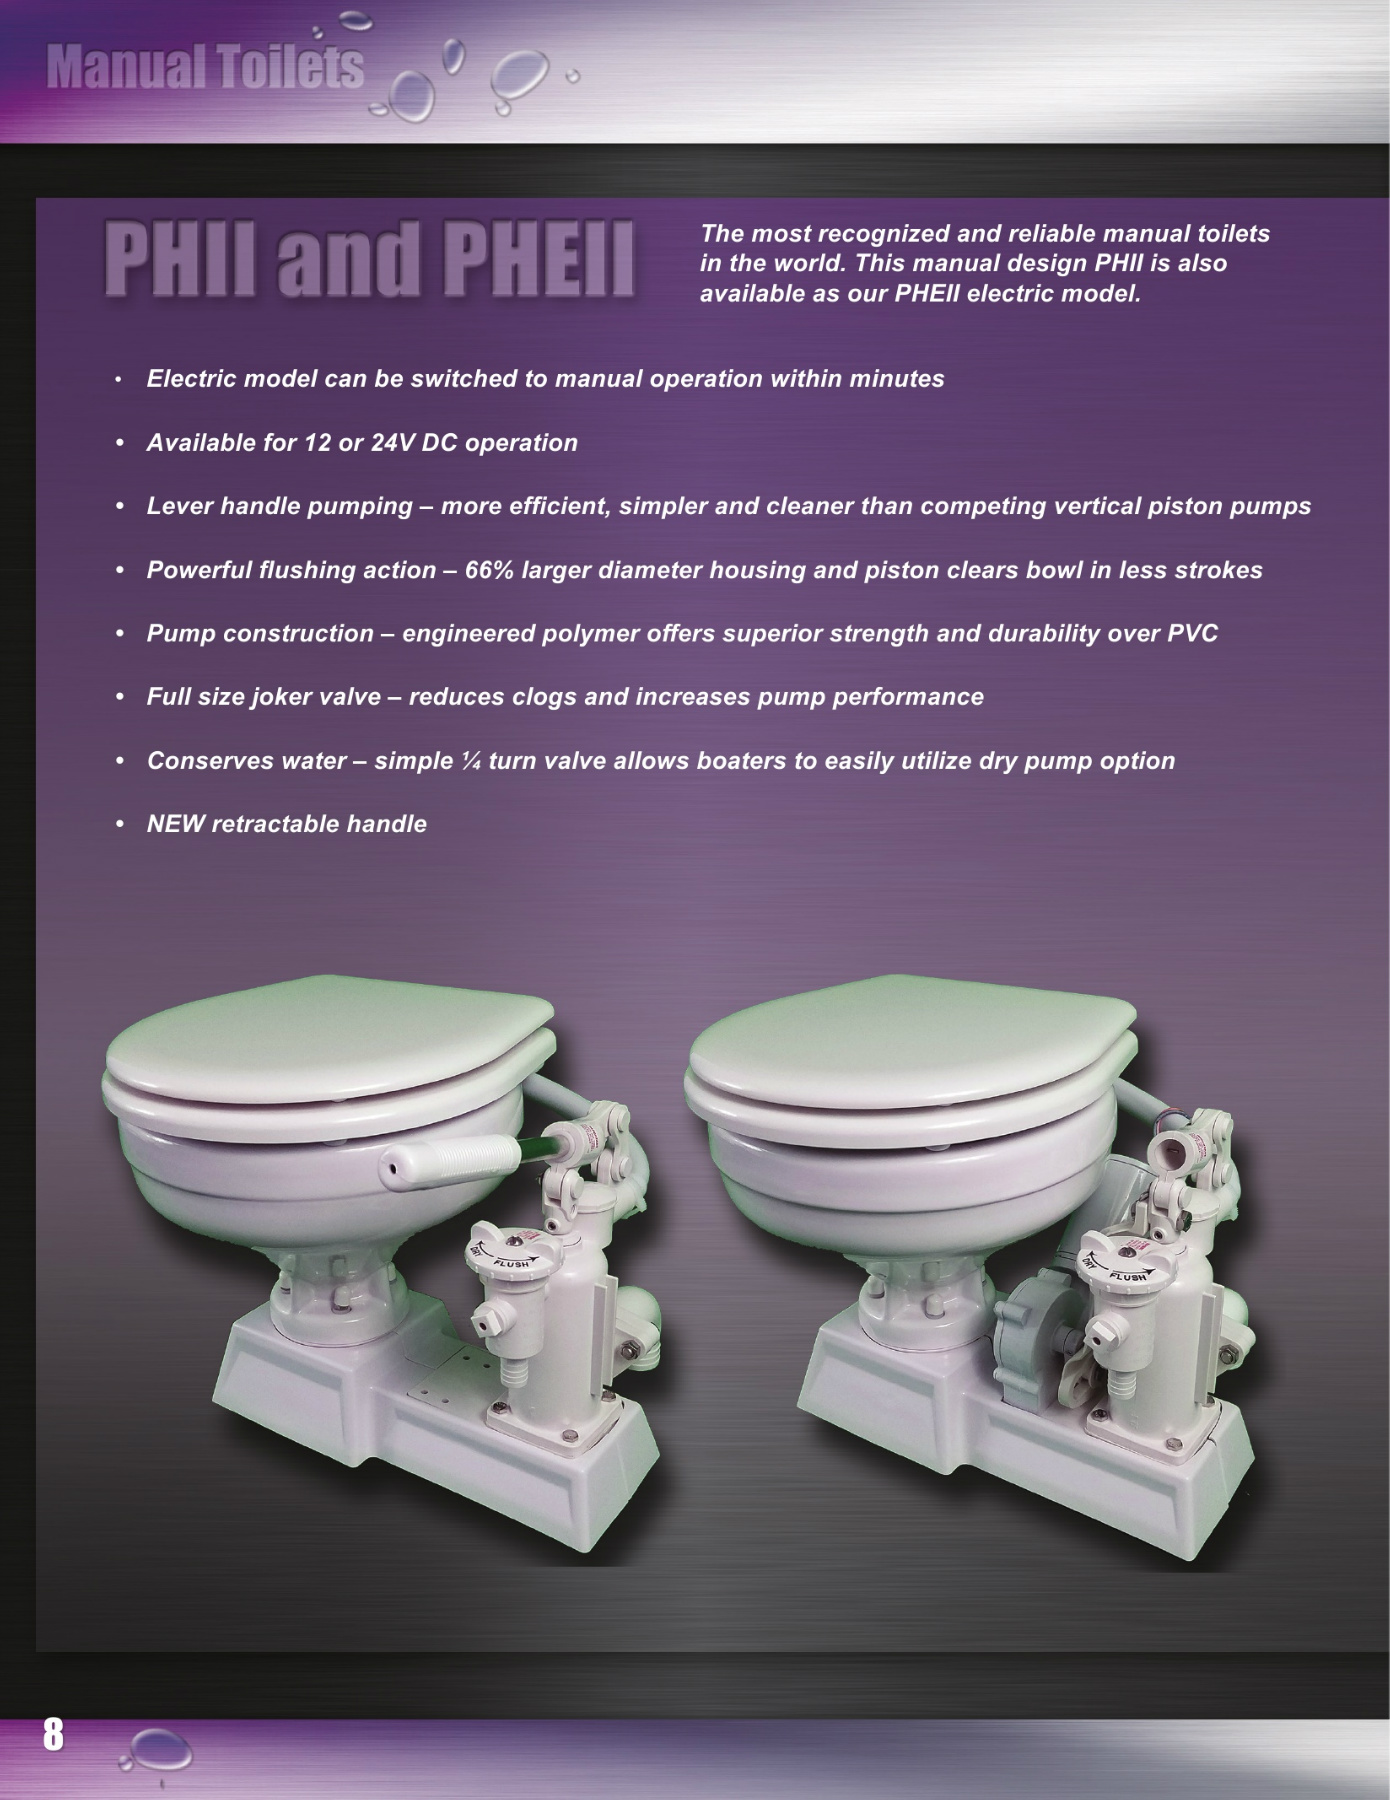 Manual Toilets
PHII and PHEII
The most recognized and reliable manual toilets
in the world. This manual design PHII is also
available as our PHEII electric model.
• Electric model can be switched to manual operation within minutes
• Available for 12 or 24V DC operation
• Lever handle pumping – more efficient, simpler and cleaner than competing vertical piston pumps
• Powerful flushing action – 66% larger diameter housing and piston clears bowl in less strokes
• Pump construction – engineered polymer offers superior strength and durability over PVC
• Full size joker valve – reduces clogs and increases pump performance
• Conserves water – simple ¼ turn valve allows boaters to easily utilize dry pump option
• NEW retractable handle
DRY FLUSH
DRY FLUSH
8